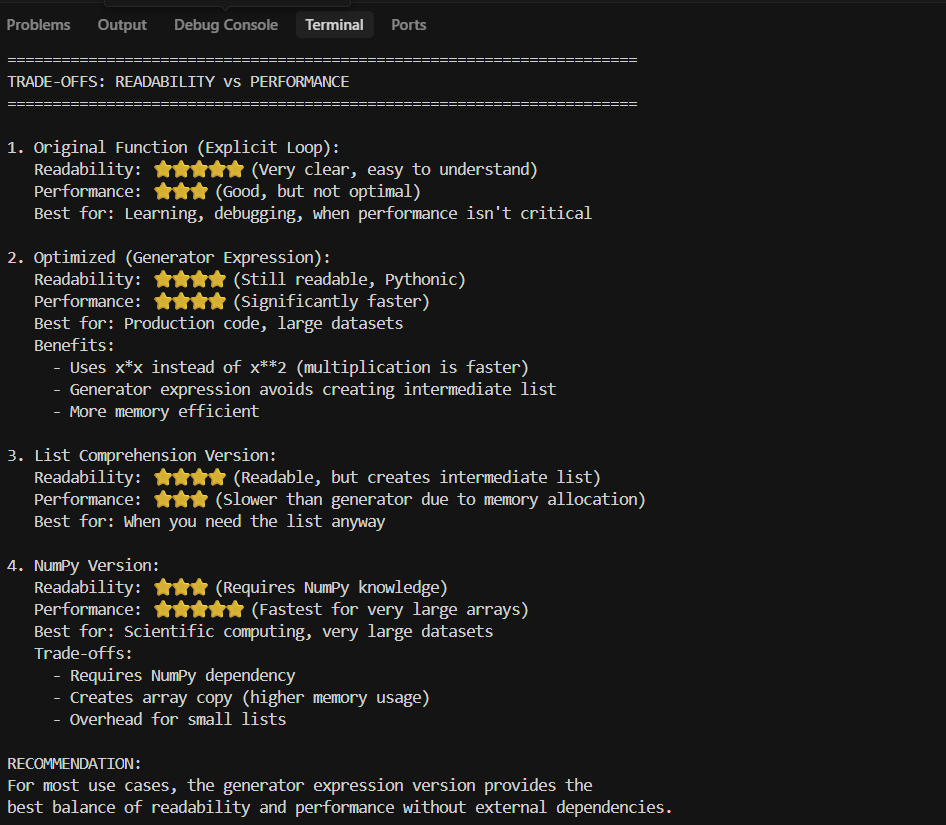 Problems Output Debug Console Terminal Ports
======================================================================
TRADE-OFFS: READABILITY vs PERFORMANCE
======================================================================
1. Original Function (Explicit Loop):
Readability: ⭐⭐⭐⭐⭐ (Very clear, easy to understand)
Performance: ⭐⭐⭐ (Good, but not optimal)
Best for: Learning, debugging, when performance isn't critical
2. Optimized (Generator Expression):
Readability: ⭐⭐⭐⭐ (Still readable, Pythonic)
Performance: ⭐⭐⭐⭐ (Significantly faster)
Best for: Production code, large datasets
Benefits:
- Uses x*x instead of x**2 (multiplication is faster)
- Generator expression avoids creating intermediate list
- More memory efficient
3. List Comprehension Version:
Readability: ⭐⭐⭐⭐ (Readable, but creates intermediate list)
Performance: ⭐⭐⭐ (Slower than generator due to memory allocation)
Best for: When you need the list anyway
4. NumPy Version:
Readability: ⭐⭐⭐ (Requires NumPy knowledge)
Performance: ⭐⭐⭐⭐⭐ (Fastest for very large arrays)
Best for: Scientific computing, very large datasets
Trade-offs:
- Requires NumPy dependency
- Creates array copy (higher memory usage)
- Overhead for small lists
RECOMMENDATION:
For most use cases, the generator expression version provides the
best balance of readability and performance without external dependencies.